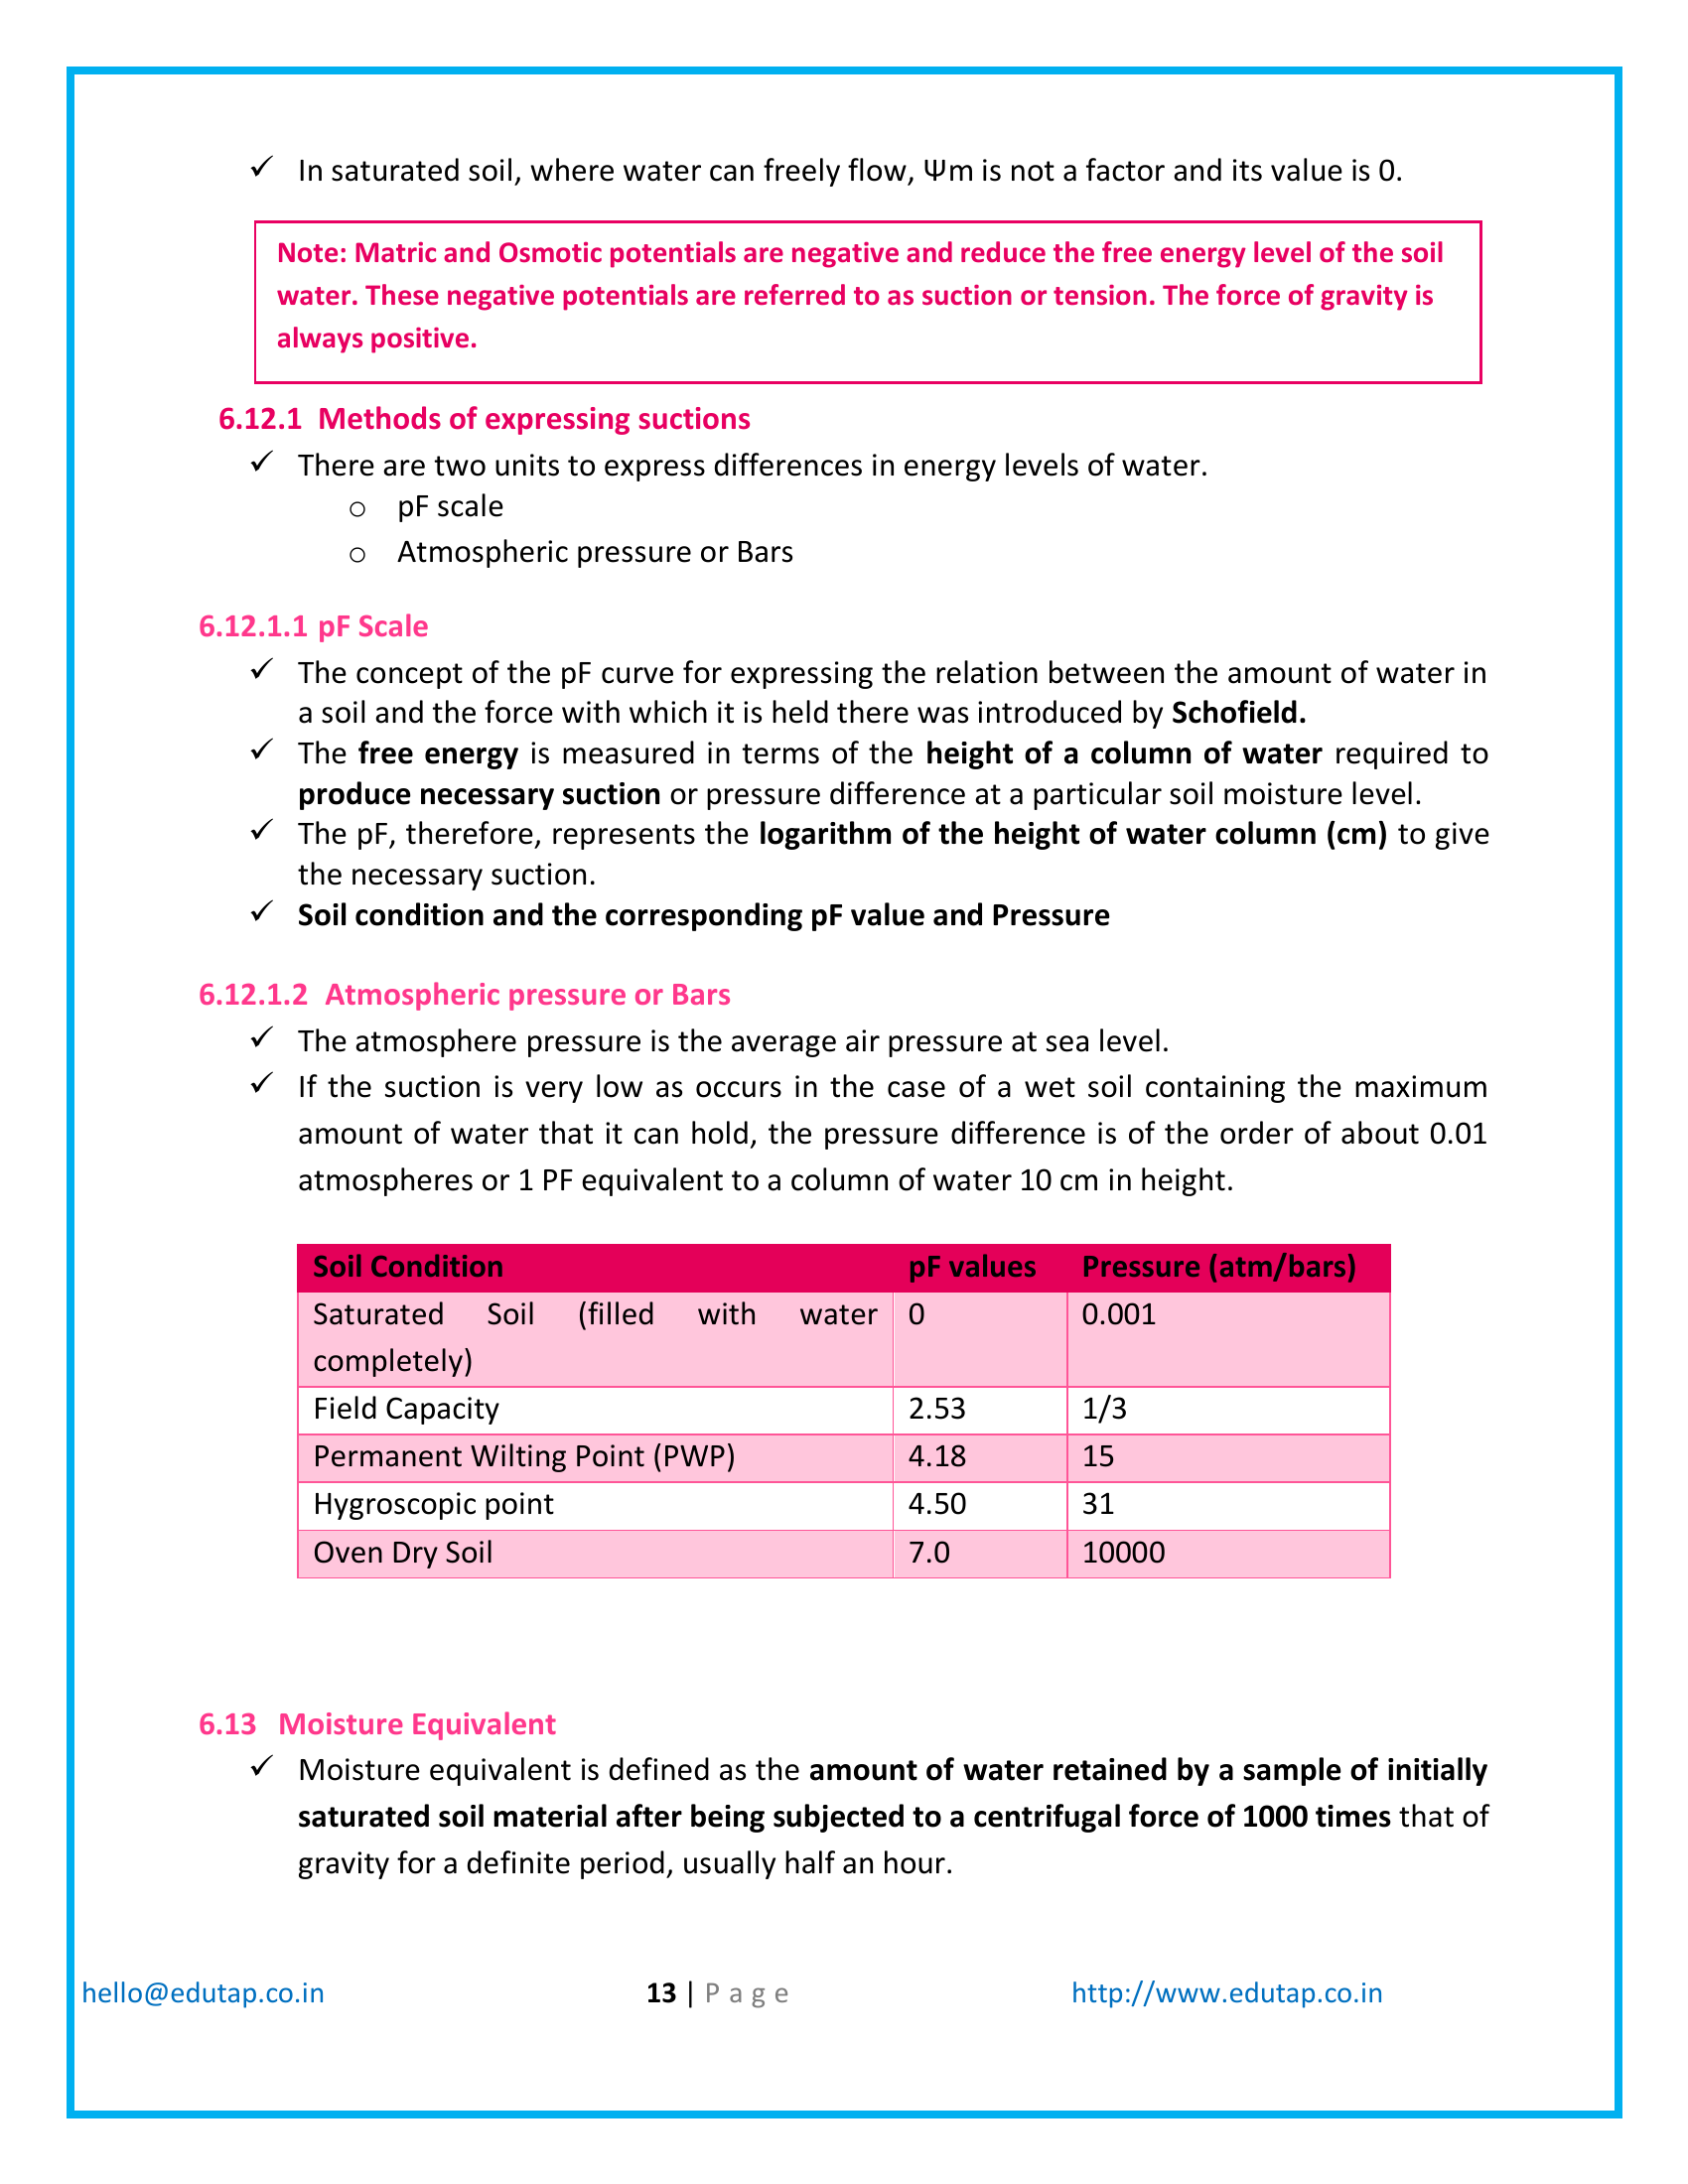 ✓ In saturated soil, where water can freely flow, Ψm is not a factor and its value is 0.
Note: Matric and Osmotic potentials are negative and reduce the free energy level of the soil
water. These negative potentials are referred to as suction or tension. The force of gravity is
always positive.
6.12.1 Methods of expressing suctions
✓ There are two units to express differences in energy levels of water.
o pF scale
o Atmospheric pressure or Bars
6.12.1.1 pF Scale
✓ The concept of the pF curve for expressing the relation between the amount of water in
a soil and the force with which it is held there was introduced by Schofield.
✓ The free energy is measured in terms of the height of a column of water required to
produce necessary suction or pressure difference at a particular soil moisture level.
✓ The pF, therefore, represents the logarithm of the height of water column (cm) to give
the necessary suction.
✓ Soil condition and the corresponding pF value and Pressure
6.12.1.2 Atmospheric pressure or Bars
✓ The atmosphere pressure is the average air pressure at sea level.
✓ If the suction is very low as occurs in the case of a wet soil containing the maximum
amount of water that it can hold, the pressure difference is of the order of about 0.01
atmospheres or 1 PF equivalent to a column of water 10 cm in height.
Soil Condition pF values Pressure (atm/bars)
Saturated Soil (filled with water 0 0.001
completely)
Field Capacity 2.53 1/3
Permanent Wilting Point (PWP) 4.18 15
Hygroscopic point 4.50 31
Oven Dry Soil 7.0 10000
6.13 Moisture Equivalent
✓ Moisture equivalent is defined as the amount of water retained by a sample of initially
saturated soil material after being subjected to a centrifugal force of 1000 times that of
gravity for a definite period, usually half an hour.
hello@edutap.co.in 13 | Page http://www.edutap.co.in